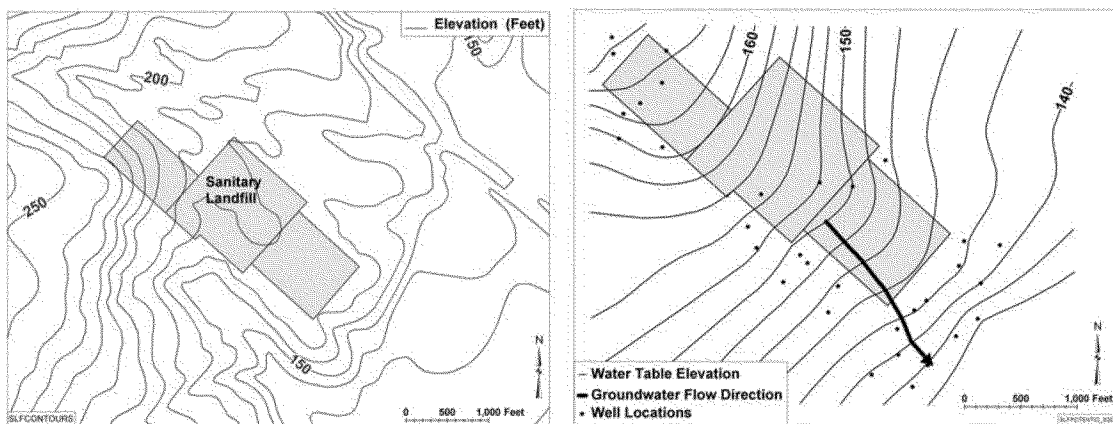 Elevation (Feet)
150
200
Sanitary
Landfill
250
150
N
0 500 1,000 Feet
SLFCONTOURS
160
150
140
N
Water Table Elevation
Groundwater Flow Direction
Well Locations
0 500 1,000 Feet